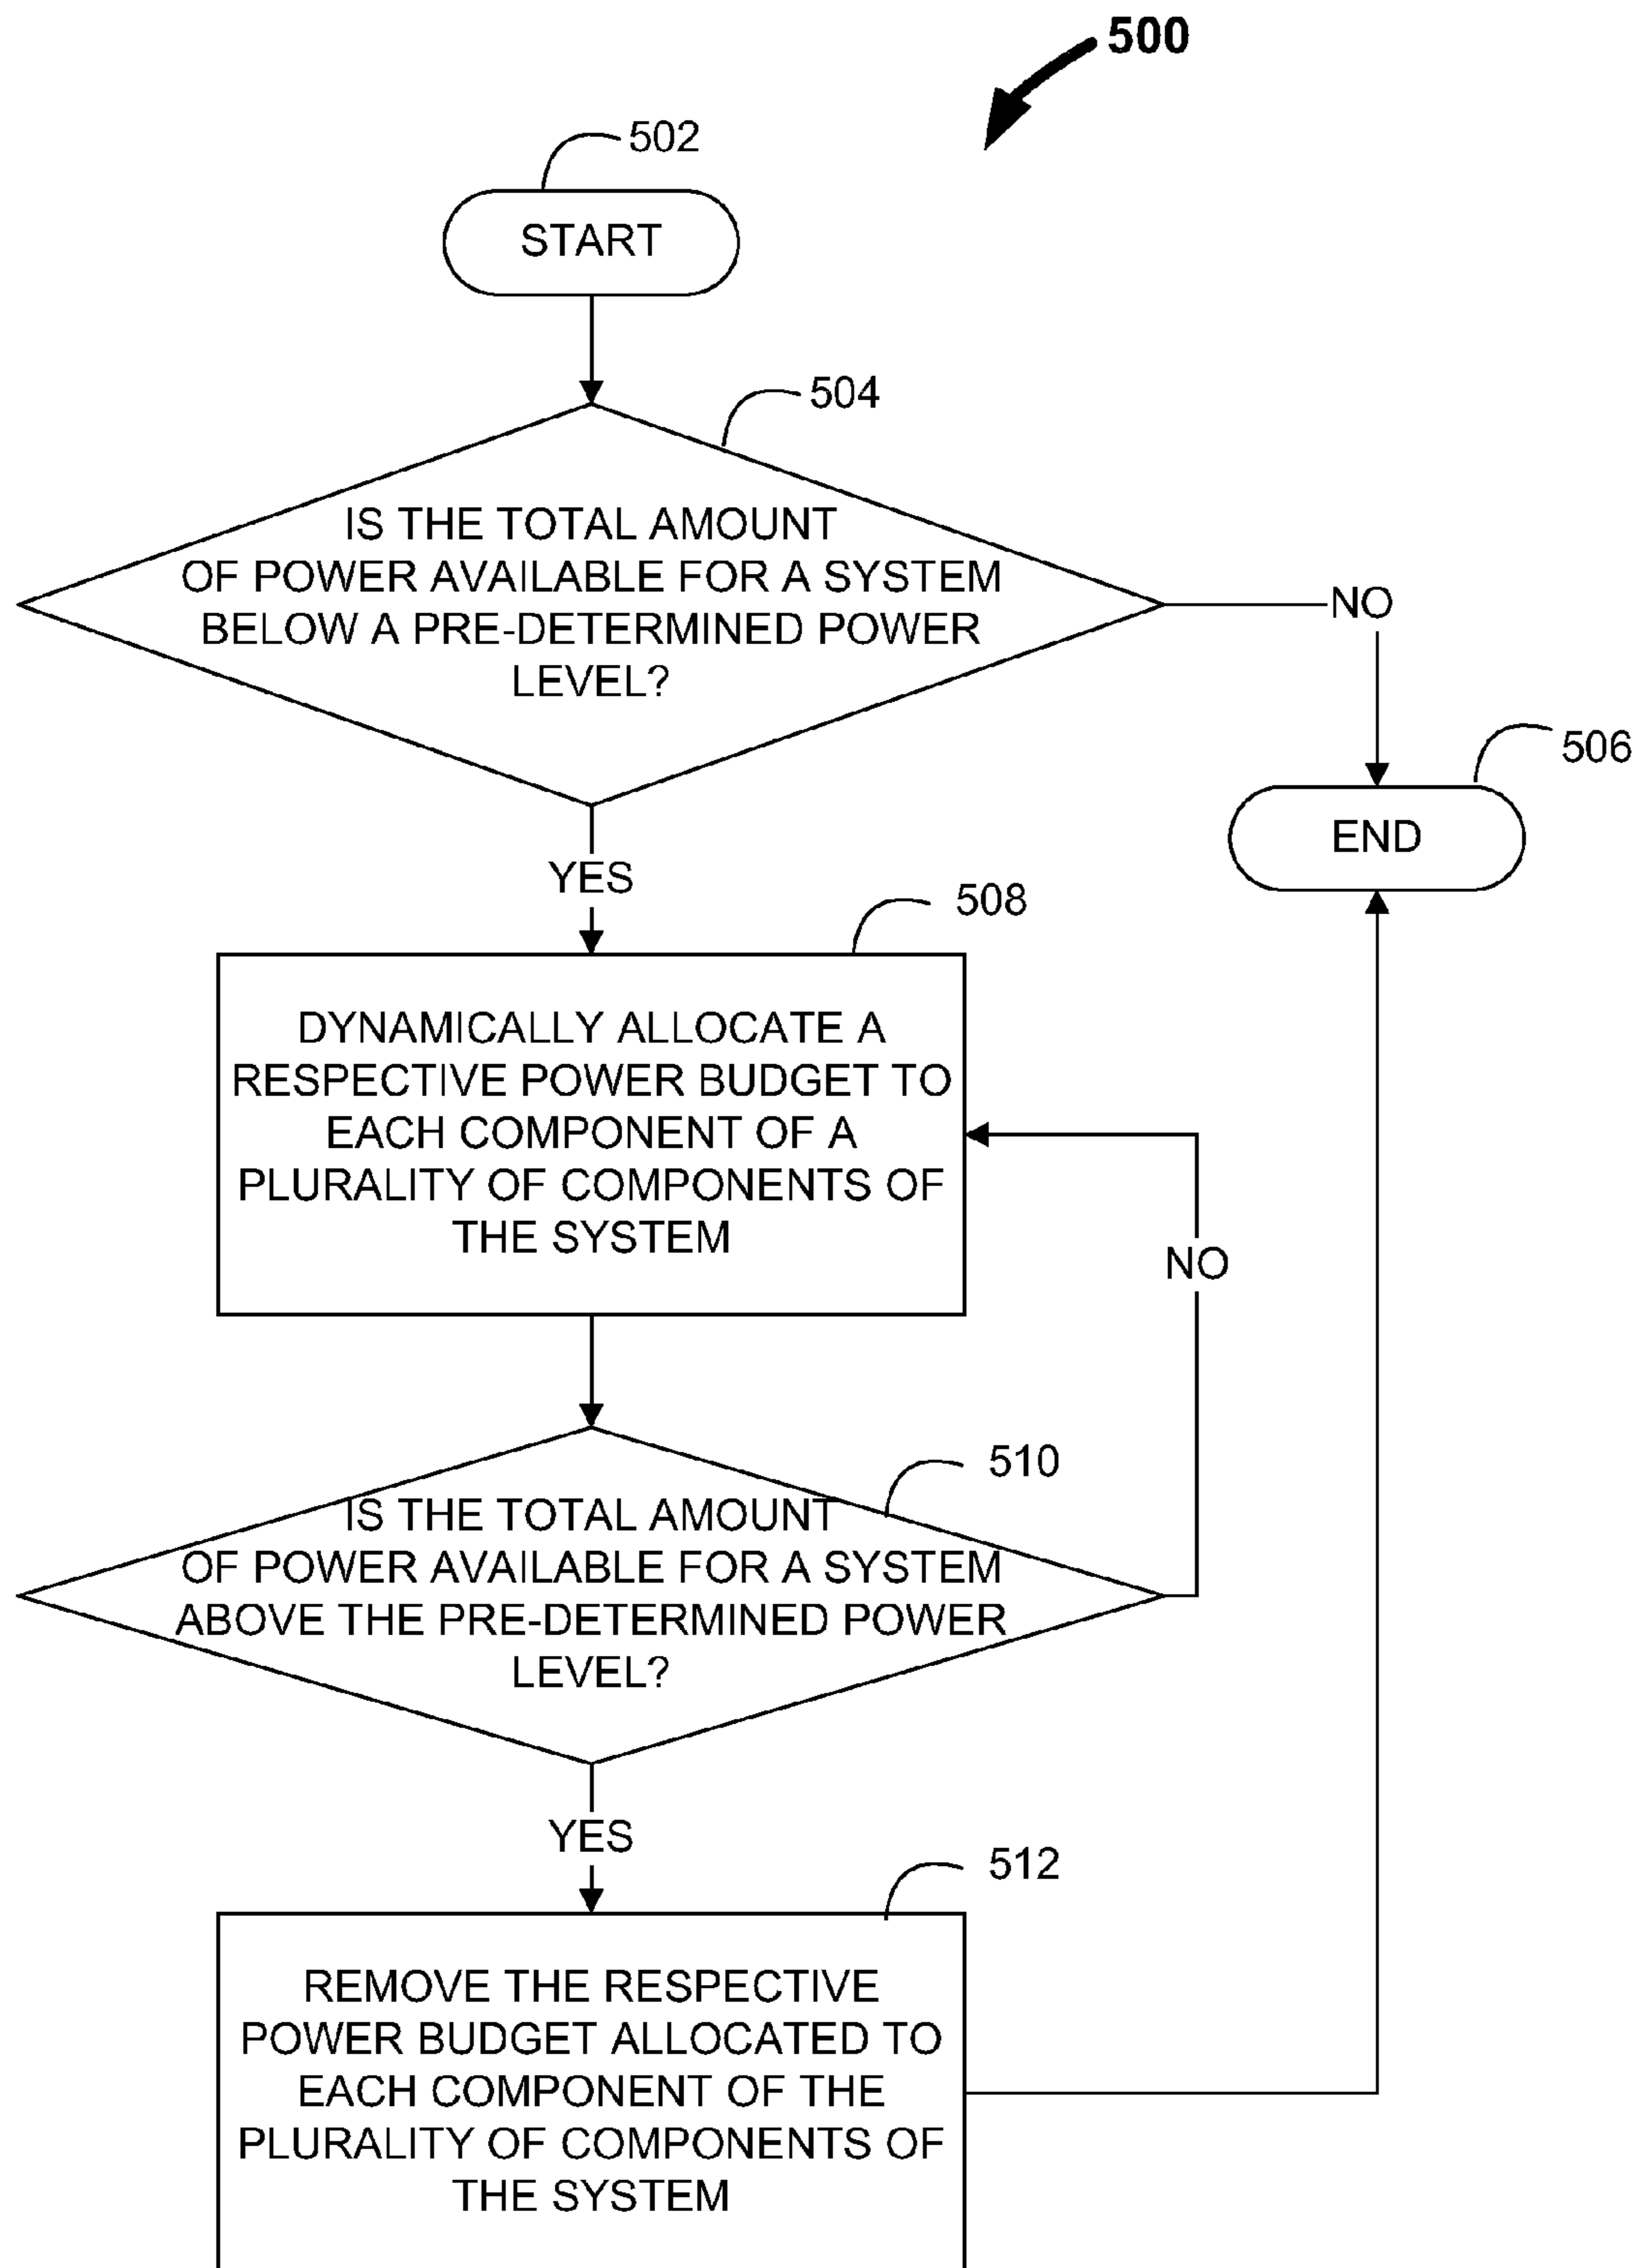 500
502
START
504
IS THE TOTAL AMOUNT
OF POWER AVAILABLE FOR A SYSTEM
BELOW A PRE-DETERMINED POWER
LEVEL?
NO
506
END
YES
508
DYNAMICALLY ALLOCATE A
RESPECTIVE POWER BUDGET TO
EACH COMPONENT OF A
PLURALITY OF COMPONENTS OF
THE SYSTEM
NO
510
IS THE TOTAL AMOUNT
OF POWER AVAILABLE FOR A SYSTEM
ABOVE THE PRE-DETERMINED POWER
LEVEL?
YES
512
REMOVE THE RESPECTIVE
POWER BUDGET ALLOCATED TO
EACH COMPONENT OF THE
PLURALITY OF COMPONENTS OF
THE SYSTEM